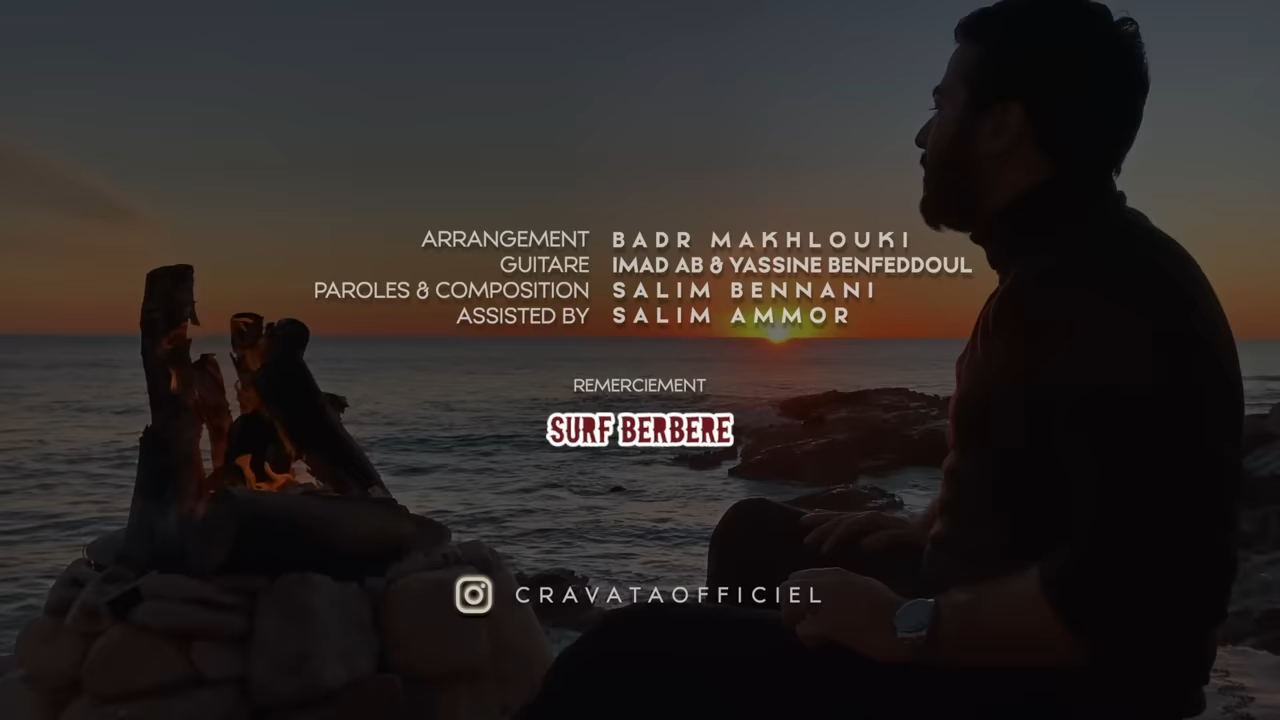 ARRANGEMENT BADR MAKHLOUKI
GUITARE IMAD AB & YASSINE BENFEDDOUL
PAROLES & COMPOSITION SALIM BENNANI
ASSISTED BY SALIM AMMOR
REMERCIEMENT
SURF BERBERE
CRAVATAOFFICIEL